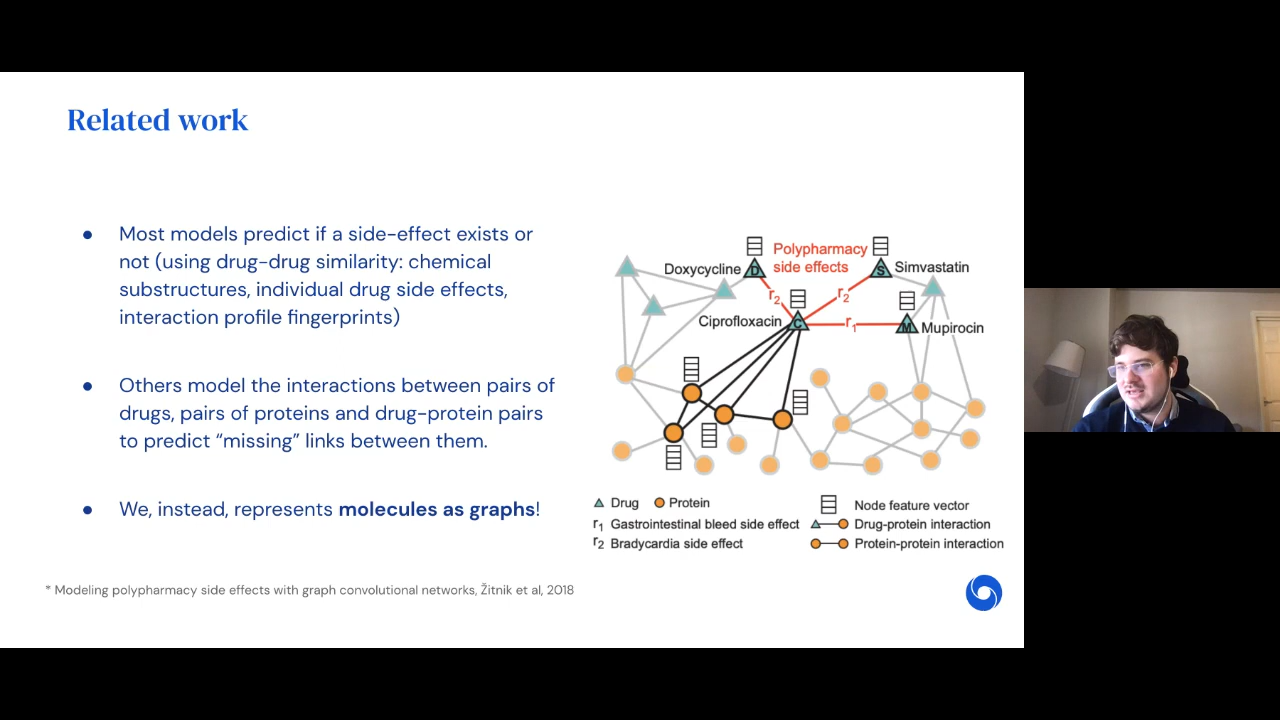 Related work
● Most models predict if a side-effect exists or
not (using drug-drug similarity: chemical
substructures, individual drug side effects,
interaction profile fingerprints)
● Others model the interactions between pairs of
drugs, pairs of proteins and drug-protein pairs
to predict “missing” links between them.
● We, instead, represents molecules as graphs!
* Modeling polypharmacy side effects with graph convolutional networks, Žitnik et al, 2018
Polypharmacy
side effects
Doxycycline
D
S
Simvastatin
r2
r2
Ciprofloxacin
C
r1
M
Mupirocin
Drug
Protein
Node feature vector
r1 Gastrointestinal bleed side effect
Drug-protein interaction
r2 Bradycardia side effect
Protein-protein interaction